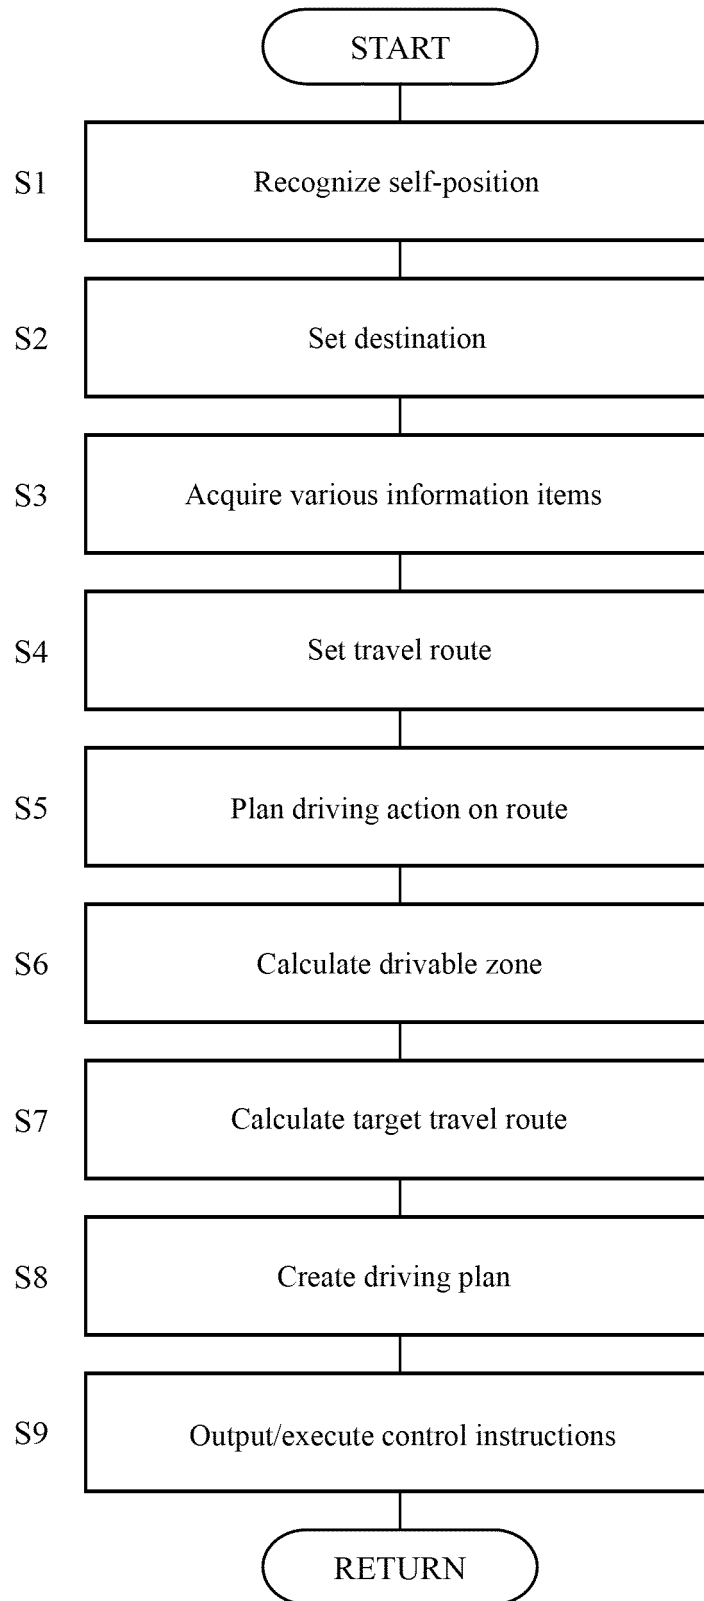 START
S1
Recognize self-position
S2
Set destination
S3
Acquire various information items
S4
Set travel route
S5
Plan driving action on route
S6
Calculate drivable zone
S7
Calculate target travel route
S8
Create driving plan
S9
Output/execute control instructions
RETURN